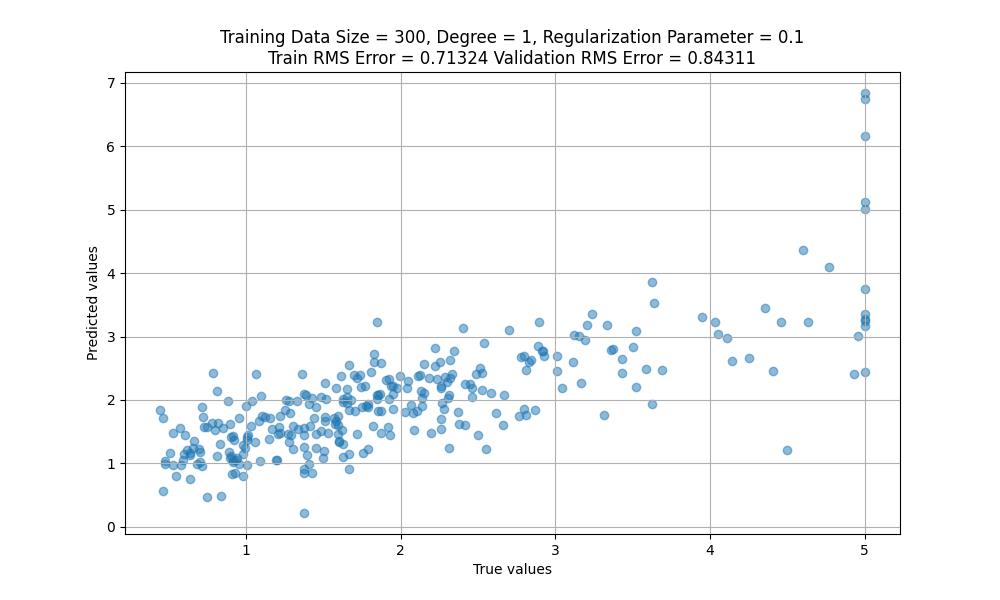 Training Data Size = 300, Degree = 1, Regularization Parameter = 0.1
Train RMS Error = 0.71324 Validation RMS Error = 0.84311
7
6
5
4
3
2
1
0
Predicted values
1 2 3 4 5
True values